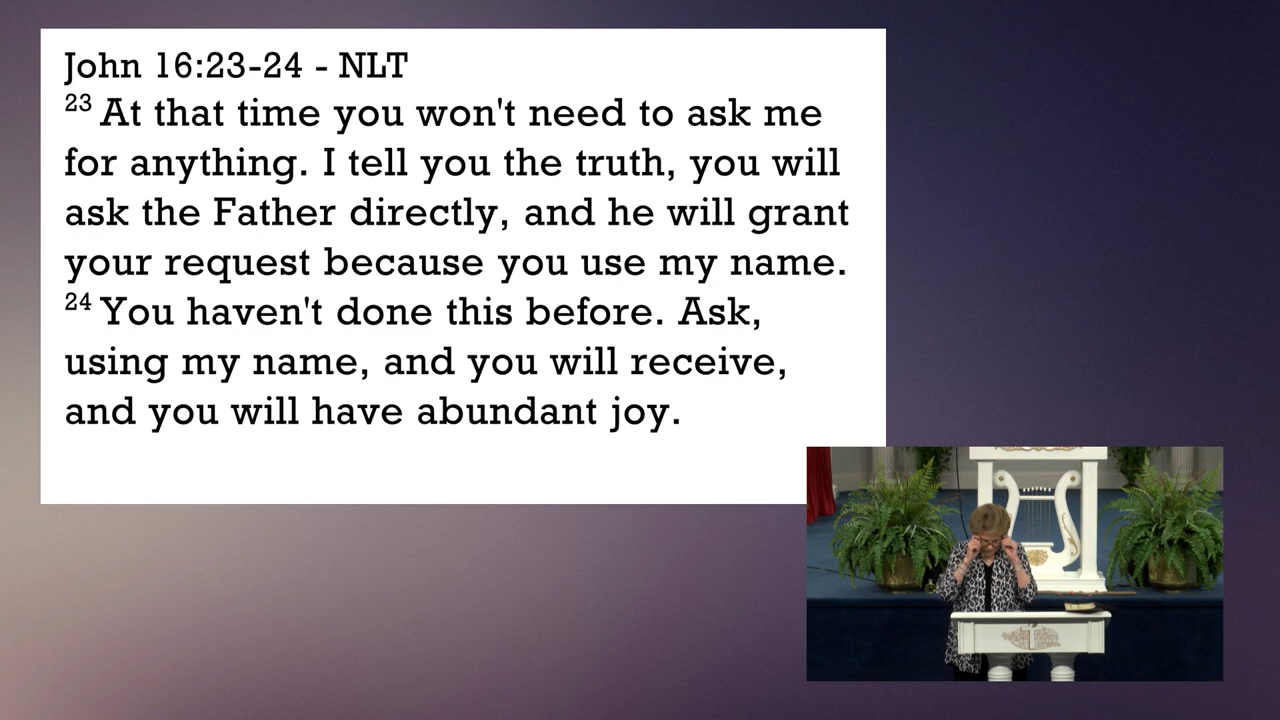 John 16:23-24 - NLT
23 At that time you won't need to ask me
for anything. I tell you the truth, you will
ask the Father directly, and he will grant
your request because you use my name.
24 You haven't done this before. Ask,
using my name, and you will receive,
and you will have abundant joy.